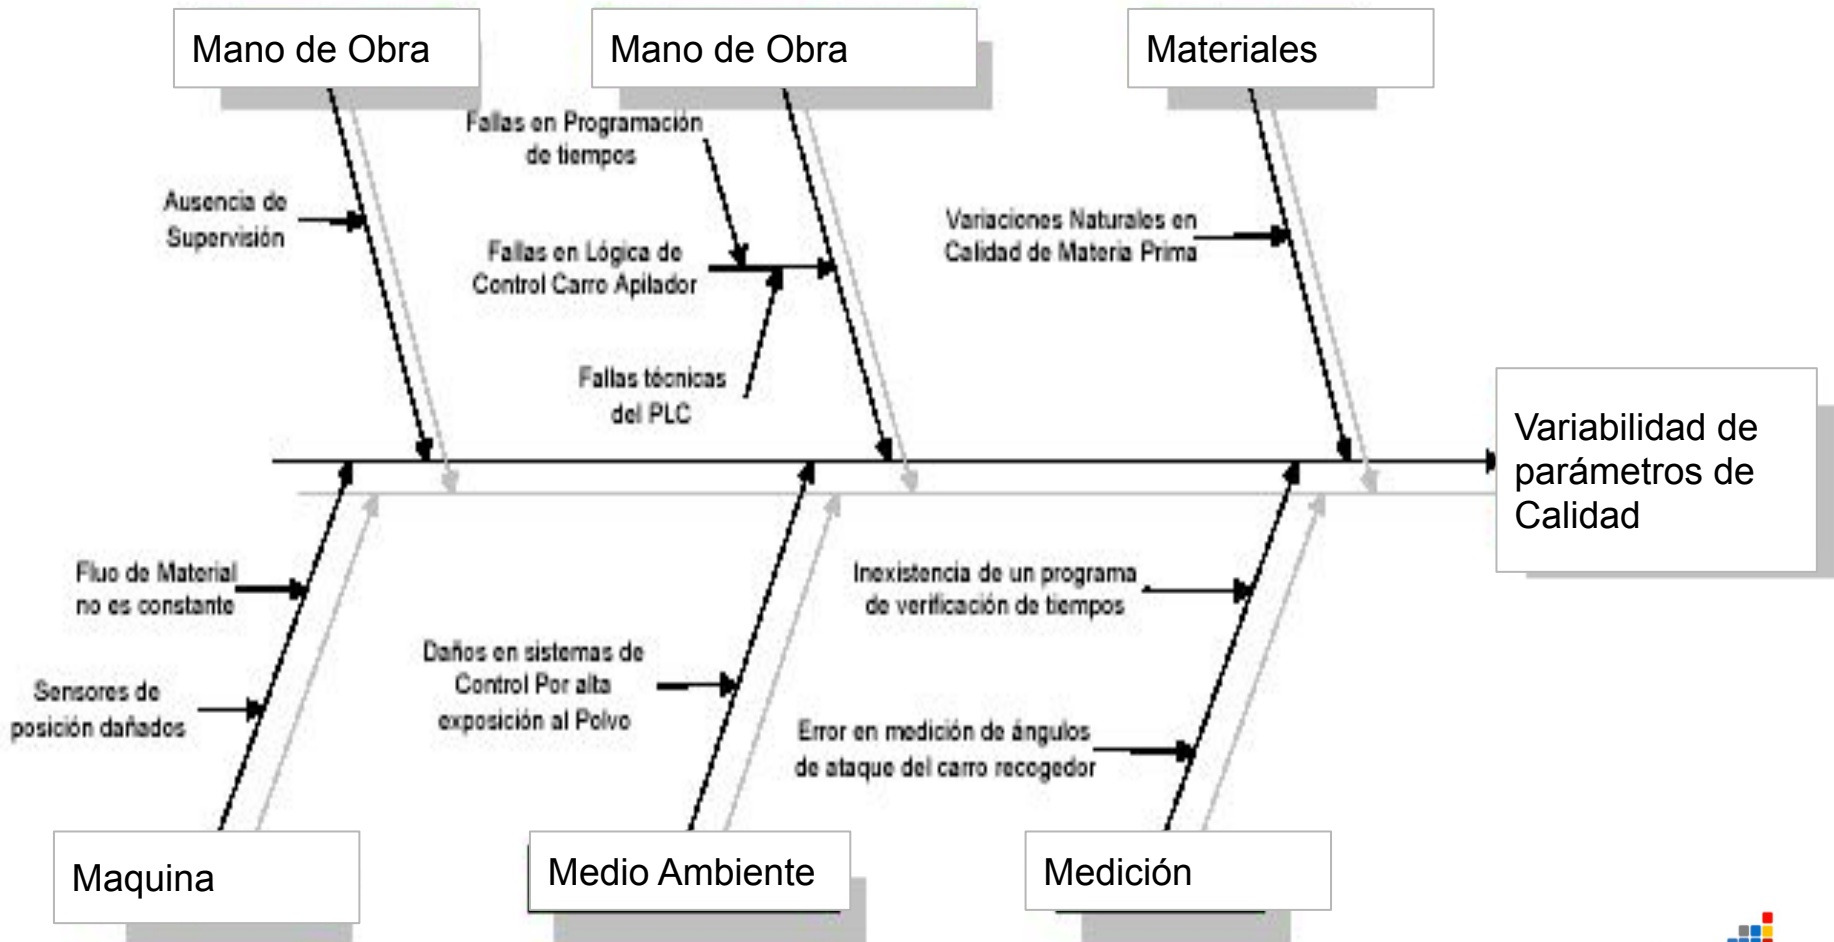 Mano de Obra
Mano de Obra
Materiales
Fallas en Programación
de tiempos
Ausencia de
Supervisión
Fallas en Lógica de
Control Carro Apilador
Variaciones Naturales en
Calidad de Materia Prima
Fallas técnicas
del PLC
Variabilidad de
parámetros de
Calidad
Fluo de Material
no es constante
Inexistencia de un programa
de verificación de tiempos
Daños en sistemas de
Control Por alta
exposición al Polvo
Sensores de
posición dañados
Error en medición de ángulos
de ataque del carro recogedor
Maquina
Medio Ambiente
Medición